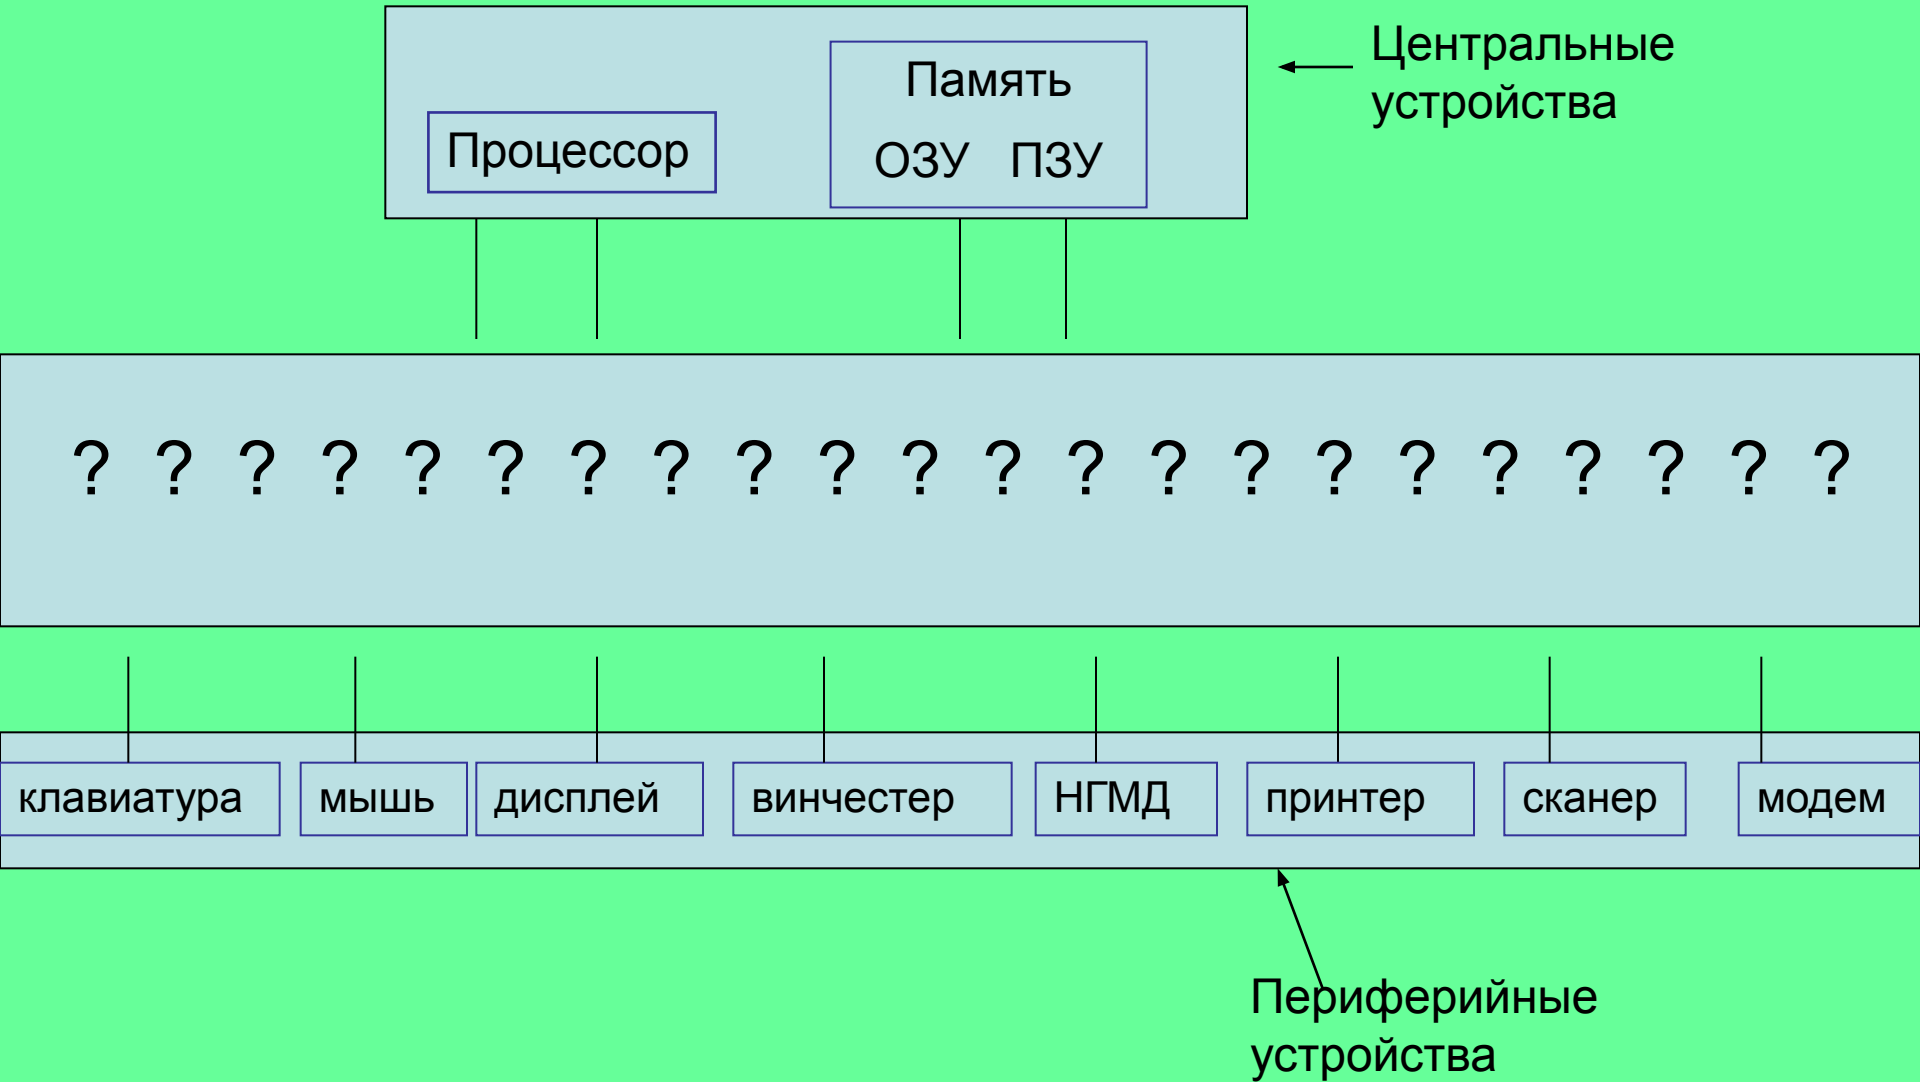 Центральные
устройства
Память
Процессор
ОЗУ ПЗУ
? ? ? ? ? ? ? ? ? ? ? ? ? ? ? ? ? ? ? ? ? ?
клавиатура мышь дисплей винчестер НГМД принтер сканер модем
Периферийные
устройства